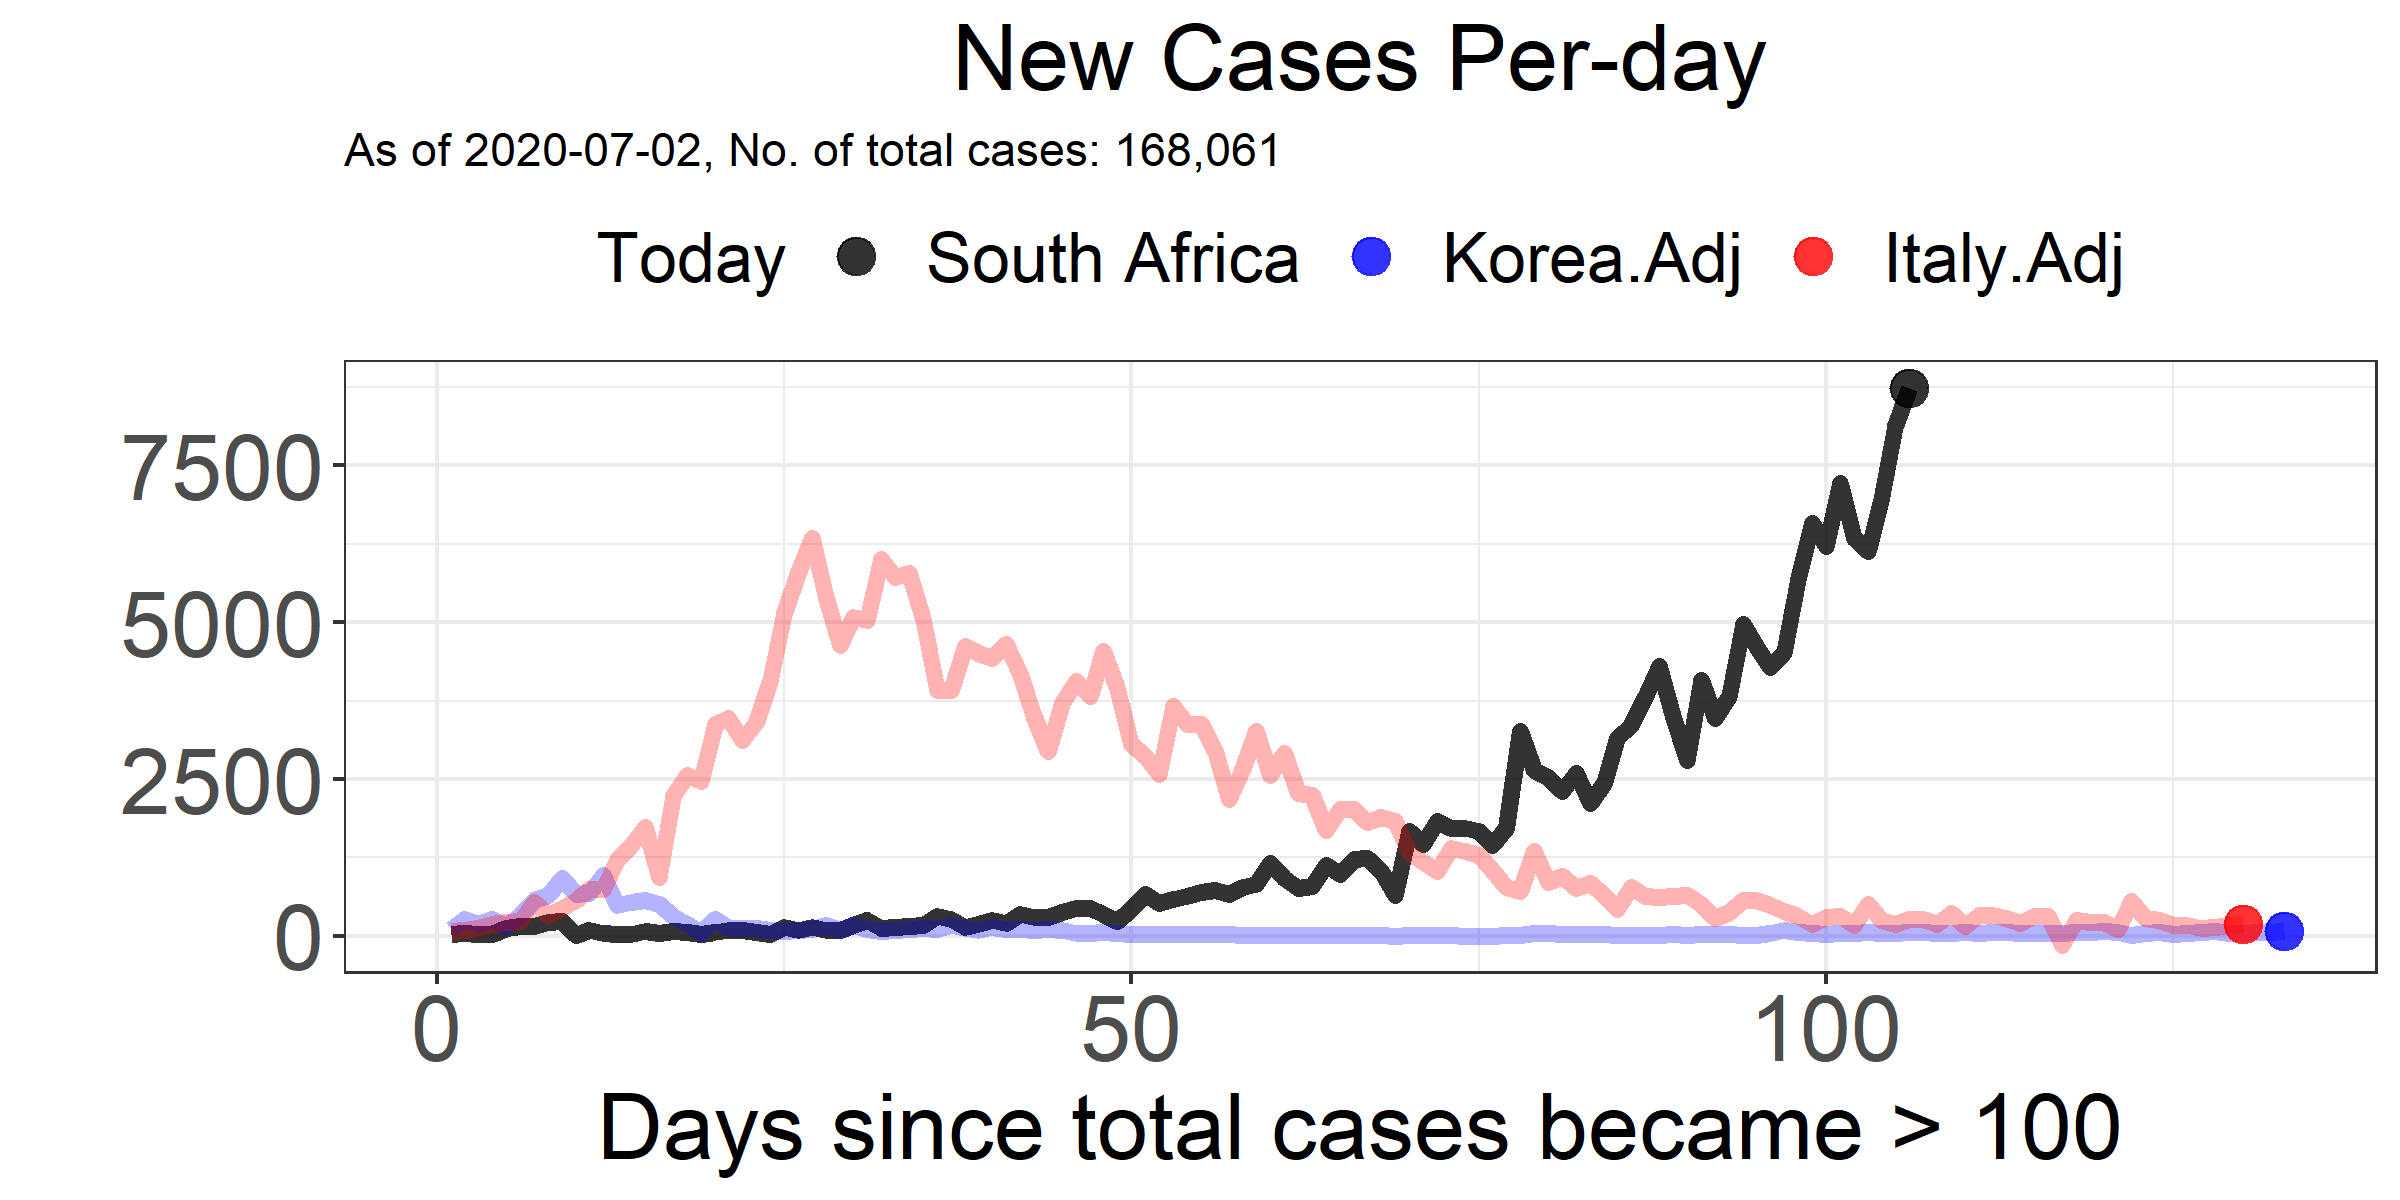 New Cases Per-day
As of 2020-07-02, No. of total cases: 168,061
Today South Africa Korea.Adj Italy.Adj
7500
5000
2500
0
0 50 100
Days since total cases became > 100